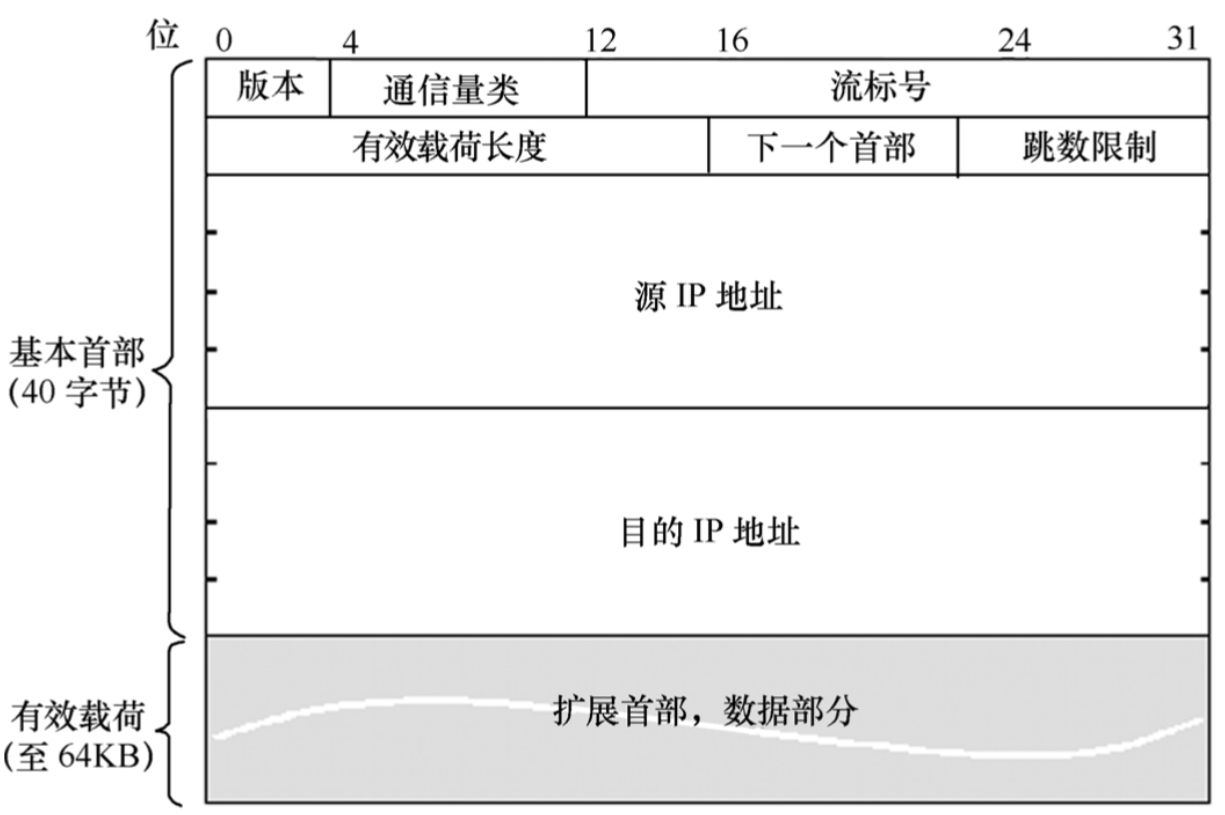 位 0 4 12 16 24 31
版本 通信量类 流标号
有效载荷长度 下一个首部 跳数限制
源 IP 地址
基本首部
(40 字节)
目的 IP 地址
扩展首部，数据部分
有效载荷
(至 64KB)